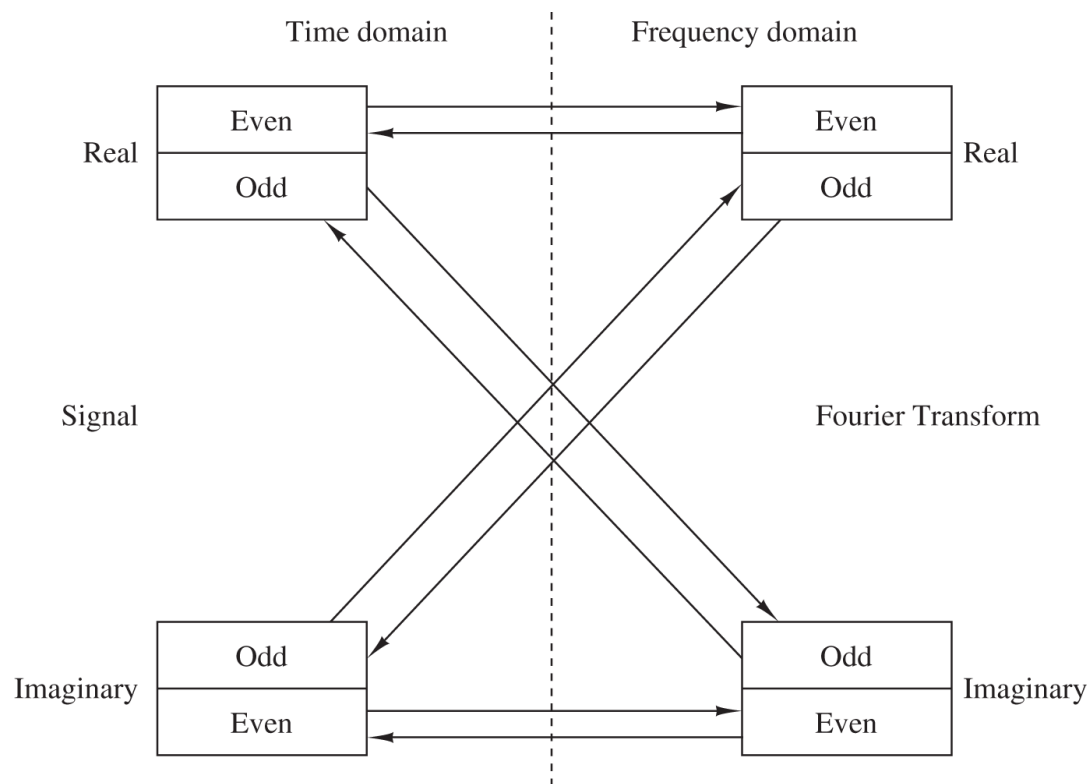 Time domain
Frequency domain
Even
Even
Real
Real
Odd
Odd
Signal
Fourier Transform
Odd
Odd
Imaginary
Imaginary
Even
Even